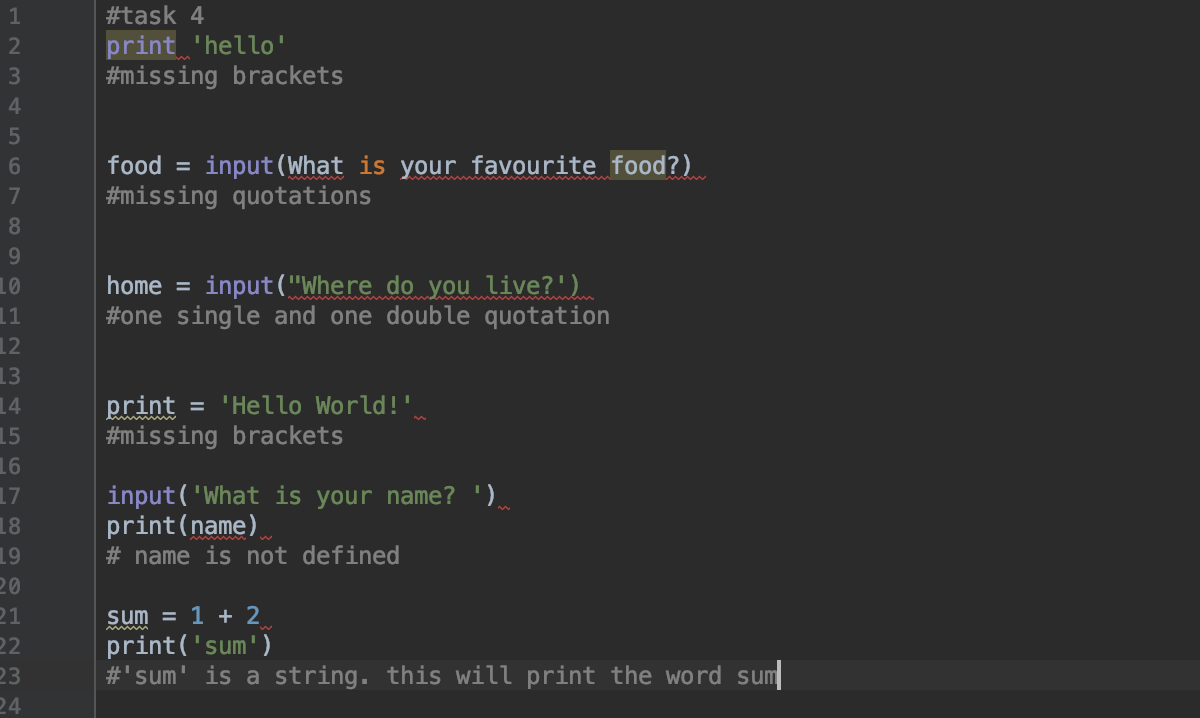 1 #task 4
2 print 'hello'
3 #missing brackets
4
5
6 food = input(What is your favourite food?)
7 #missing quotations
8
9
10 home = input("Where do you live?')
11 #one single and one double quotation
12
13
14 print = 'Hello World!'
15 #missing brackets
16
17 input('What is your name? ')
18 print(name)
19 # name is not defined
20
21 sum = 1 + 2
22 print('sum')
23 #'sum' is a string. this will print the word sum
24